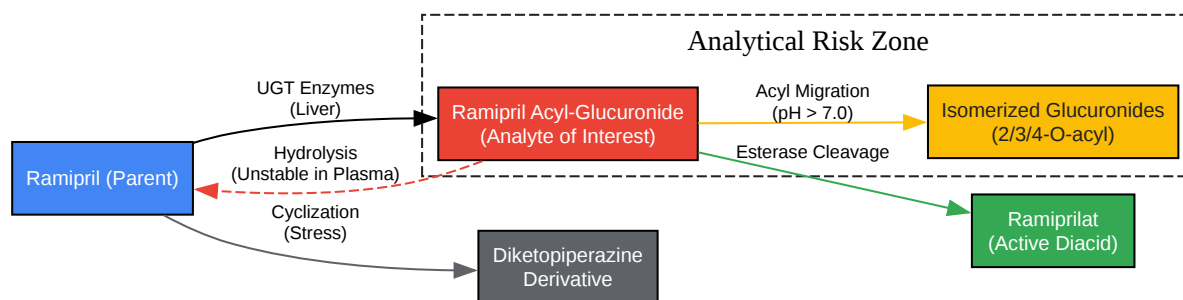 Analytical Risk Zone
UGT Enzymes
(Liver)
Ramipril Acyl-Glucuronide
(Analyte of Interest)
Acyl Migration
(pH > 7.0)
Isomerized Glucuronides
(2/3/4-O-acyl)
Ramipril (Parent)
Hydrolysis
(Unstable in Plasma)
Esterase Cleavage
Cyclization
(Stress)
Ramiprilat
(Active Diacid)
Diketopiperazine
Derivative